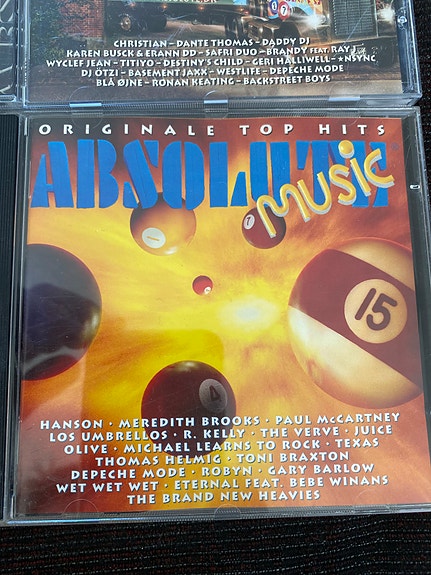 CHRISTIAN – DANTE THOMAS – DADDY DJ
KAREN BUSCK & ERANN DD – SAFRI DUO – BRANDY FEAT. RAY J
WYCLEF JEAN – TITIYO – DESTINY'S CHILD – GERI HALLIWELL – *NSYNC
DJ ÖTZI – BASEMENT JAXX – WESTLIFE – DEPECHE MODE
BLÅ ØJNE – RONAN KEATING – BACKSTREET BOYS
ORIGINALE TOP HITS
ABSOLUTE
music
1
7
15
4
HANSON · MEREDITH BROOKS · PAUL McCARTNEY
LOS UMBRELLOS · R. KELLY · THE VERVE · JUICE
OLIVE · MICHAEL LEARNS TO ROCK · TEXAS
THOMAS HELMIG · TONI BRAXTON
DEPECHE MODE · ROBYN · GARY BARLOW
WET WET WET · ETERNAL FEAT. BEBE WINANS
THE BRAND NEW HEAVIES